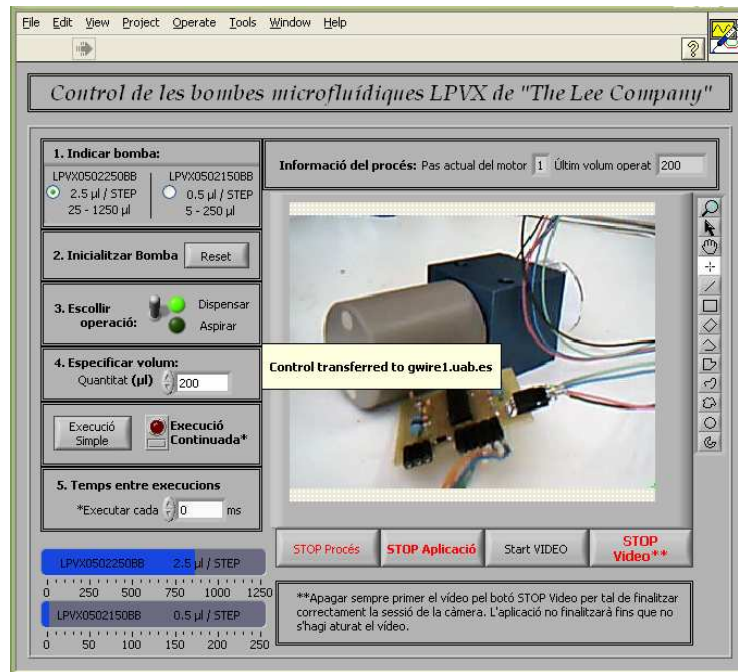 File Edit View Project Operate Tools Window Help
?
Control de les bombes microfluídiques LPVX de "The Lee Company"
1. Indicar bomba:
LPVX0502250BB
2.5 µl / STEP
25 - 1250 µl
LPVX0502150BB
0.5 µl / STEP
5 - 250 µl
Informació del procés: Pas actual del motor 1 Últim volum operat 200
2. Inicialitzar Bomba Reset
3. Escollir
operació:
Dispensar
Aspirar
4. Especificar volum:
Quantitat (µl) 200
Control transferred to gwire1.uab.es
Execució
Simple
Execució
Continuada*
5. Temps entre execucions
*Executar cada 0 ms
STOP Procés
STOP Aplicació
Start VIDEO
STOP
Video**
LPVX0502250BB 2.5 µl / STEP
0 250 500 750 1000 1250
LPVX0502150BB 0.5 µl / STEP
0 50 100 150 200 250
**Apagar sempre primer el vídeo pel botó STOP Video per tal de finalitzar
correctament la sessió de la càmera. L'aplicació no finalitzarà fins que no
s'hagi aturat el vídeo.